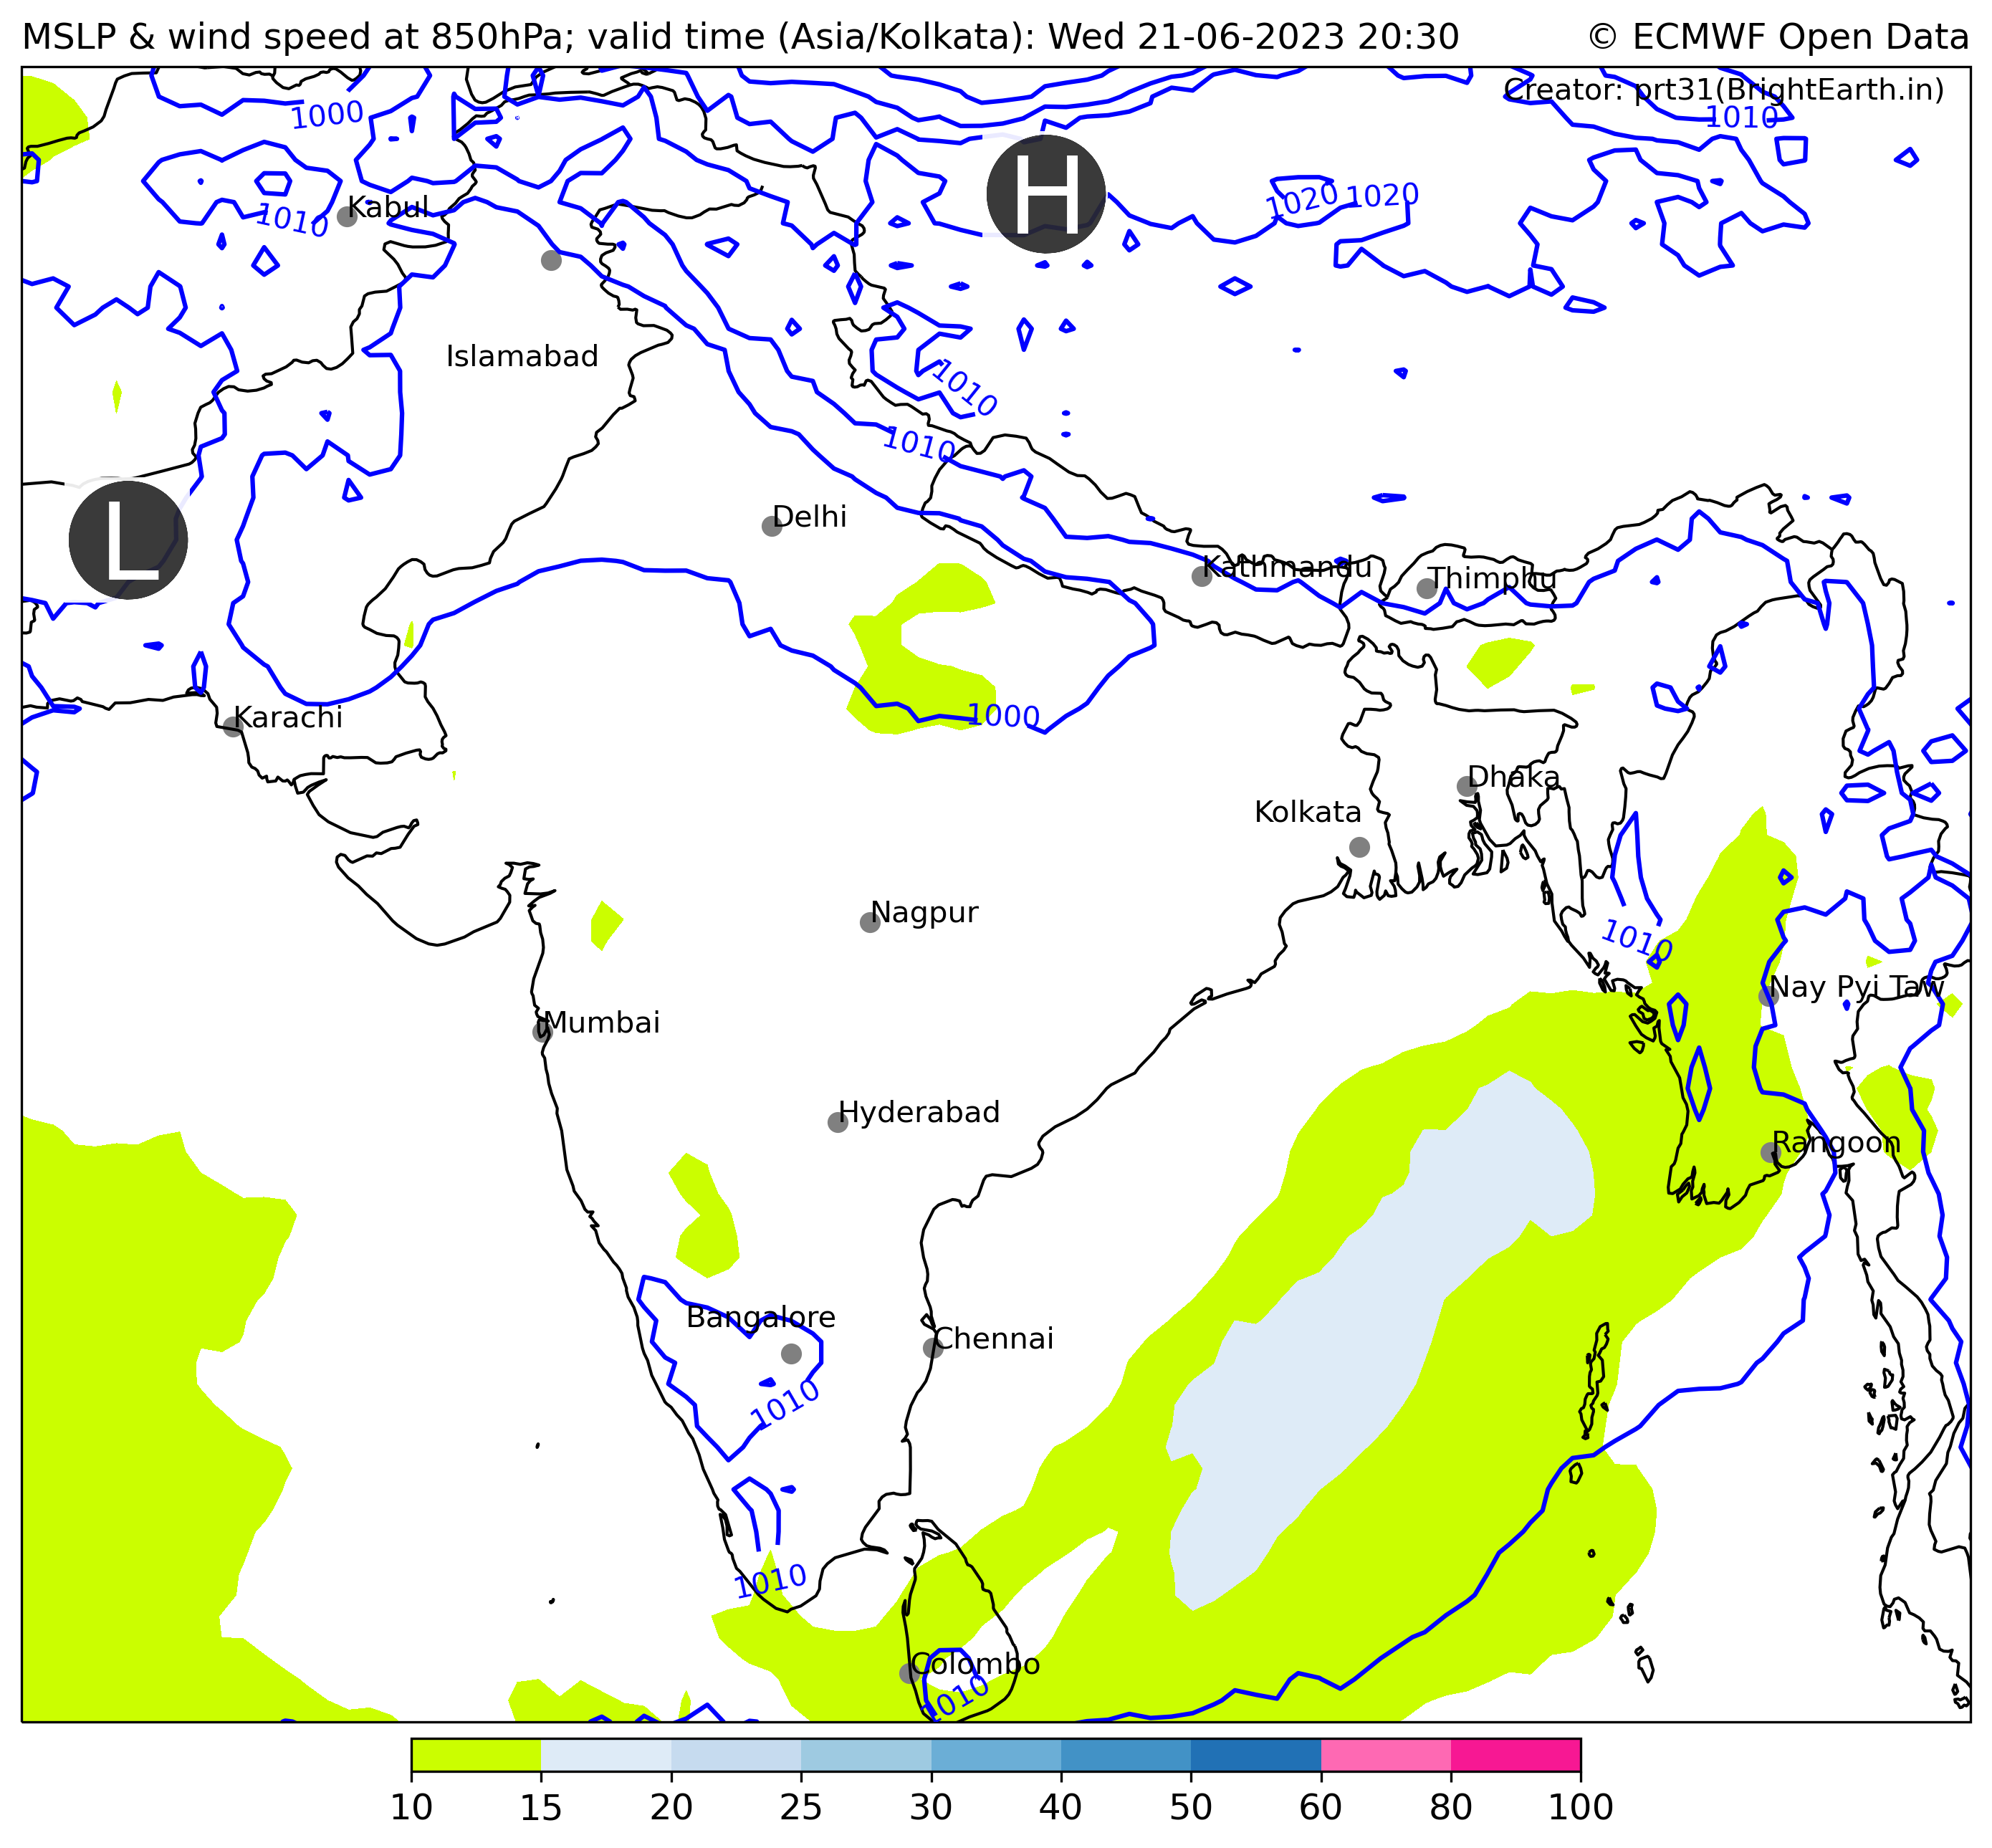 MSLP & wind speed at 850hPa; valid time (Asia/Kolkata): Wed 21-06-2023 20:30
© ECMWF Open Data
Creator: prt31(BrightEarth.in)
1000
1010
H
1020
1020
Kabul
1010
Islamabad
1010
1010
L
Delhi
Kathmandu
Thimphu
Karachi
1000
Dhaka
Kolkata
Nagpur
1010
Nay Pyi Taw
Mumbai
Hyderabad
Rangoon
Bangalore
Chennai
1010
1010
Colombo
1010
10 15 20 25 30 40 50 60 80 100